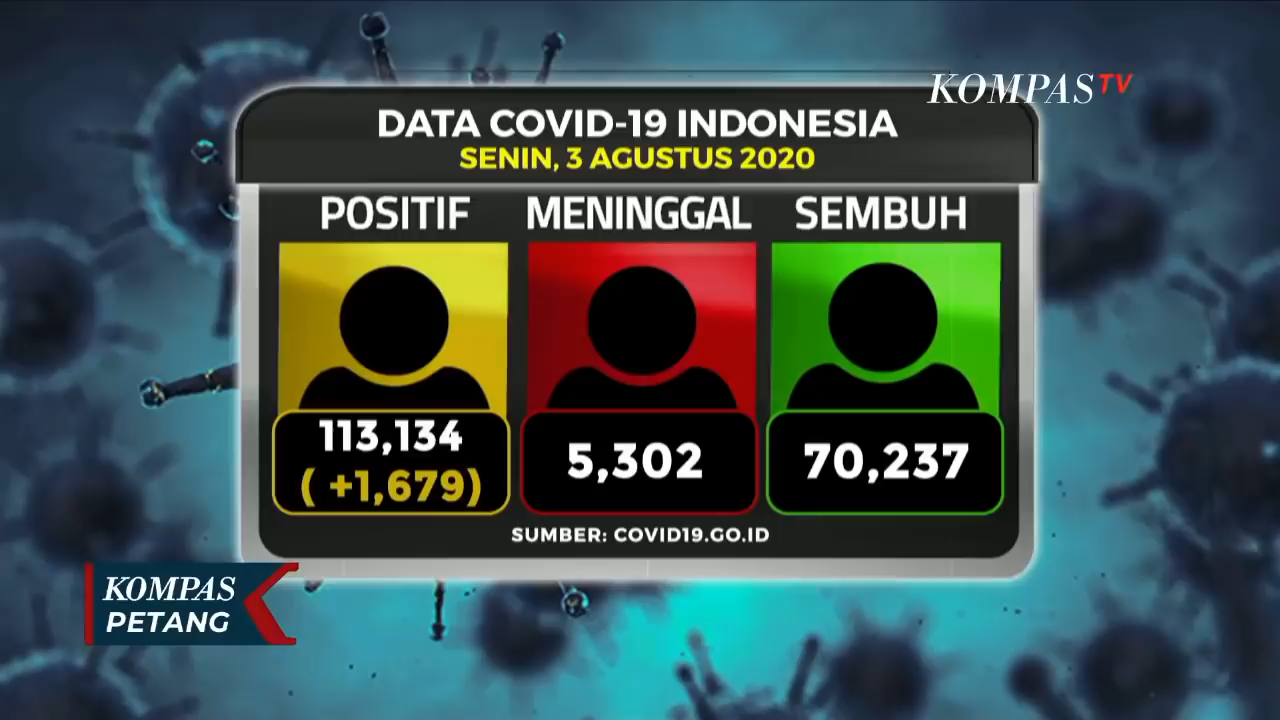 KOMPASTV
DATA COVID-19 INDONESIA
SENIN, 3 AGUSTUS 2020
POSITIF
MENINGGAL
SEMBUH
113,134
( +1,679)
5,302
70,237
SUMBER: COVID19.GO.ID
KOMPAS
PETANG